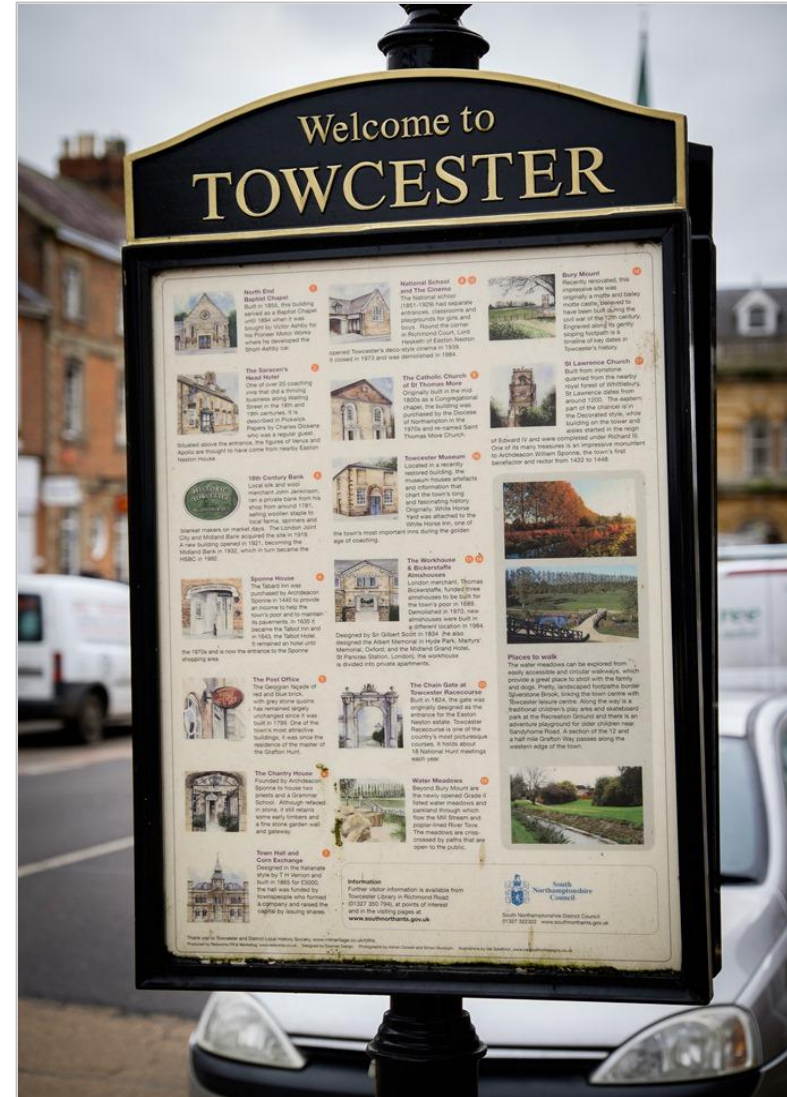 Welcome to
TOWCESTER
North End
Baptist Chapel
Built in 1855, this building
served as a Baptist Chapel
until 1894 when it was
bought by Victor Ashby for
his Pioneer Motor Works
where he developed the
Short-Ashby car.
The Saracen's
Head Hotel
One of over 20 coaching
inns that did a thriving
business along Watling
Street in the 18th and
19th centuries, it is
described in Pickwick
Papers by Charles Dickens
who was a regular guest.
Situated above the entrance, the figures of Venus and
Apollo are thought to have come from nearby Easton
Neston House.
18th Century Bank
Local silk and wool
merchant John Jenkinson,
ran a private bank from his
shop from around 1781,
selling woollen staple to
local farms, spinners and
blanket makers on market days. The London Joint
City and Midland Bank acquired the site in 1919.
A new building opened in 1921, becoming the
Midland Bank in 1932, which in turn became the
HSBC in 1982.
Sponne House
The Tabard Inn was
purchased by Archdeacon
Sponne in 1440 to provide
an income to help the
town's poor and to maintain
its pavements, in 1635 it
became the Talbot Inn and
in 1643, the Talbot Hotel.
It remained an hotel until
the 1970s and is now the entrance to the Sponne
shopping area.
The Post Office
The Georgian façade of
red and blue brick,
with grey stone quoins
has remained largely
unchanged since it was
built in 1799. One of the
town's most attractive
buildings, it was once the
residence of the master of
the Grafton Hunt.
The Chantry House
Founded by Archdeacon
Sponne to house two
priests and a Grammar
School. Although refaced
in stone, it still retains
some early timbers and
a fine stone garden wall
and gateway.
Town Hall and
Corn Exchange
Designed in the Italianate
style by T H Vernon and
built in 1865 for £3000,
the hall was funded by
townspeople who formed
a company and raised the
capital by issuing shares.
National School
and The Cinema
The National school
(1851-1929) had separate
entrances, classrooms and
playgrounds for girls and
boys. Round the corner
in Richmond Court, Lord
Hesketh of Easton Neston
opened Towcester's deco-style cinema in 1939.
It closed in 1973 and was demolished in 1984.
The Catholic Church
of St Thomas More
Originally built in the mid
1800s as a Congregational
chapel, the building was
purchased by the Diocese
of Northampton in the
1970s and re-named Saint
Thomas More Church.
Towcester Museum
Located in a recently
restored building, the
museum houses artefacts
and information that
chart the town's long
and fascinating history.
Originally, White Horse
Yard was attached to the
White Horse Inn, one of
the town's most important inns during the golden
age of coaching.
The Workhouse
& Bickerstaffe
Almshouses
London merchant, Thomas
Bickerstaffe, funded three
almshouses to be built for
the town's poor in 1689.
Demolished in 1970, new
almshouses were built in
a different location in 1984.
Designed by Sir Gilbert Scott in 1834 (he also
designed the Albert Memorial in Hyde Park, Martyrs'
Memorial, Oxford; and the Midland Grand Hotel,
St Pancras Station, London), the workhouse
is divided into private apartments.
The Chain Gate at
Towcester Racecourse
Built in 1824, the gate was
originally designed as the
entrance for the Easton
Neston estate. Towcester
Racecourse is one of the
country's most picturesque
courses. It holds about
18 National Hunt meetings
each year.
Water Meadows
Beyond Bury Mount are
the newly opened Grade II
listed water meadows and
parkland through which
flow the Mill Stream and
poplar-lined River Tove.
The meadows are criss-
crossed by paths that are
open to the public.
Bury Mount
Recently renovated, this
impressive site was
originally a motte and bailey
motte castle, believed to
have been built during the
civil war of the 12th century.
Engraved along its gently
sloping footpath is a
timeline of key dates in
Towcester's history.
St Lawrence Church
Built from ironstone
quarried from the nearby
royal forest of Whittlebury,
St Lawrence dates from
around 1200. The eastern
part of the chancel is in
the Decorated style, while
building on the tower and
aisles started in the reign
of Edward IV and were completed under Richard III.
One of its many treasures is an impressive monument
to Archdeacon William Sponne, the town's first
benefactor and rector from 1422 to 1448.
Places to walk
The water meadows can be explored from
easily accessible and circular walkways, which
provide a great place to stroll with the family
and dogs. Pretty, landscaped footpaths border
Silverstone Brook, linking the town centre with
Towcester leisure centre. Along the way is a
traditional children's play area and skateboard
park at the Recreation Ground and there is an
adventure playground for older children near
Sandyhome Road. A section of the 12 and
a half mile Grafton Way passes along the
western edge of the town.
Information
Further visitor information is available from
Towcester Library in Richmond Road
(01327 350 794), at points of interest
and in the visiting pages at
www.southnorthants.gov.uk
South
Northamptonshire
Council
South Northamptonshire District Council
01327 322322 www.southnorthants.gov.uk
Thank you to Towcester and District Local History Society,